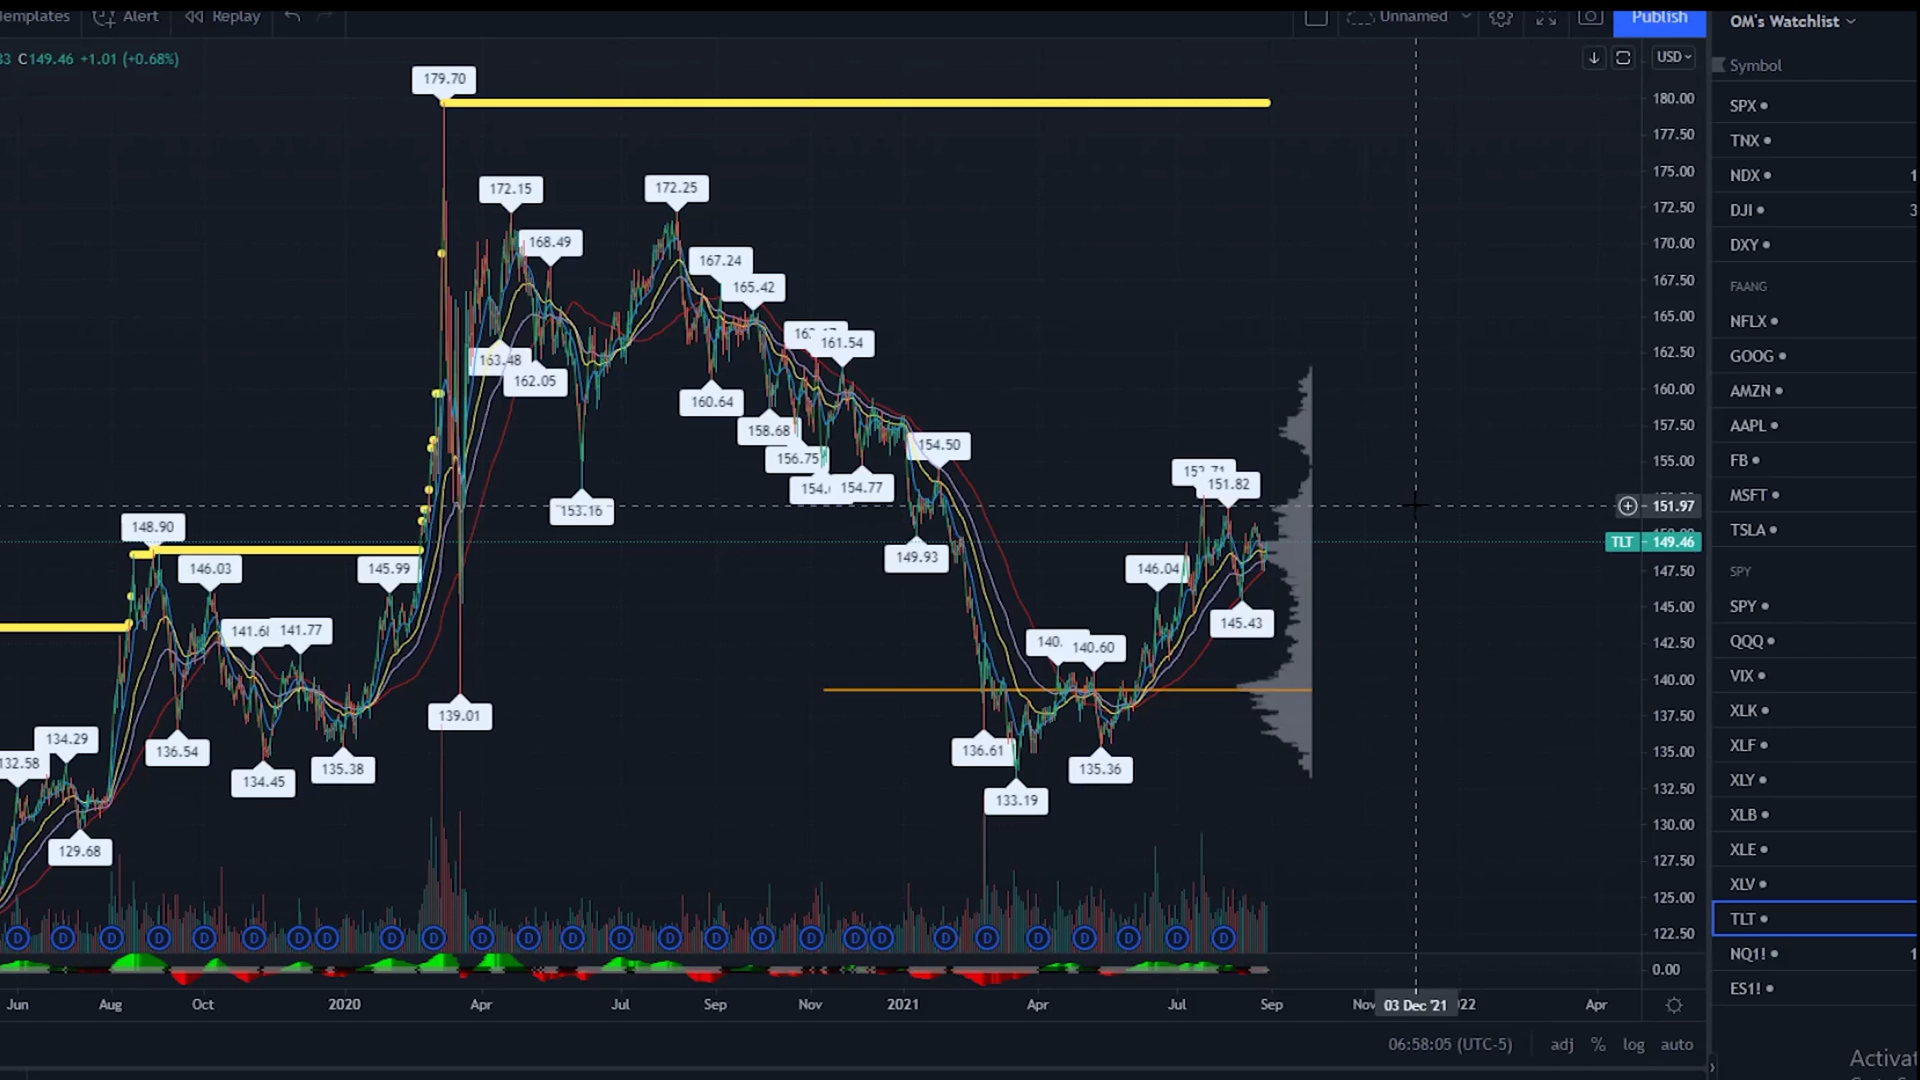 Templates Alert Replay Unnamed Publish OM's Watchlist
C149.46 +1.01 (+0.68%) USD
Symbol
SPX
TNX
NDX 1
DJI 3
DXY
FAANG
NFLX
GOOG
AMZN
AAPL
FB
MSFT
TSLA
SPY
SPY
QQQ
VIX
XLK
XLF
XLY
XLB
XLE
XLV
TLT
NQ1! 1
ES1!
179.70
172.15
172.25
168.49
167.24
165.42
161.54
163.48
162.05
160.64
158.68
156.75
154.77
154.50
153.16
151.82
148.90
149.93
146.03
145.99
146.04
145.43
141.77
140.60
139.01
136.54
136.61
134.29
132.58
134.45
135.38
135.36
133.19
129.68
180.00
177.50
175.00
172.50
170.00
167.50
165.00
162.50
160.00
157.50
155.00
151.97
TLT 149.46
147.50
145.00
142.50
140.00
137.50
135.00
132.50
130.00
127.50
125.00
122.50
0.00
D D D D D D D D D D D D D D D D D D D D D D D D D D D
Jun Aug Oct 2020 Apr Jul Sep Nov 2021 Apr Jul Sep Nov 03 Dec '21 Apr
06:58:05 (UTC-5) adj % log auto